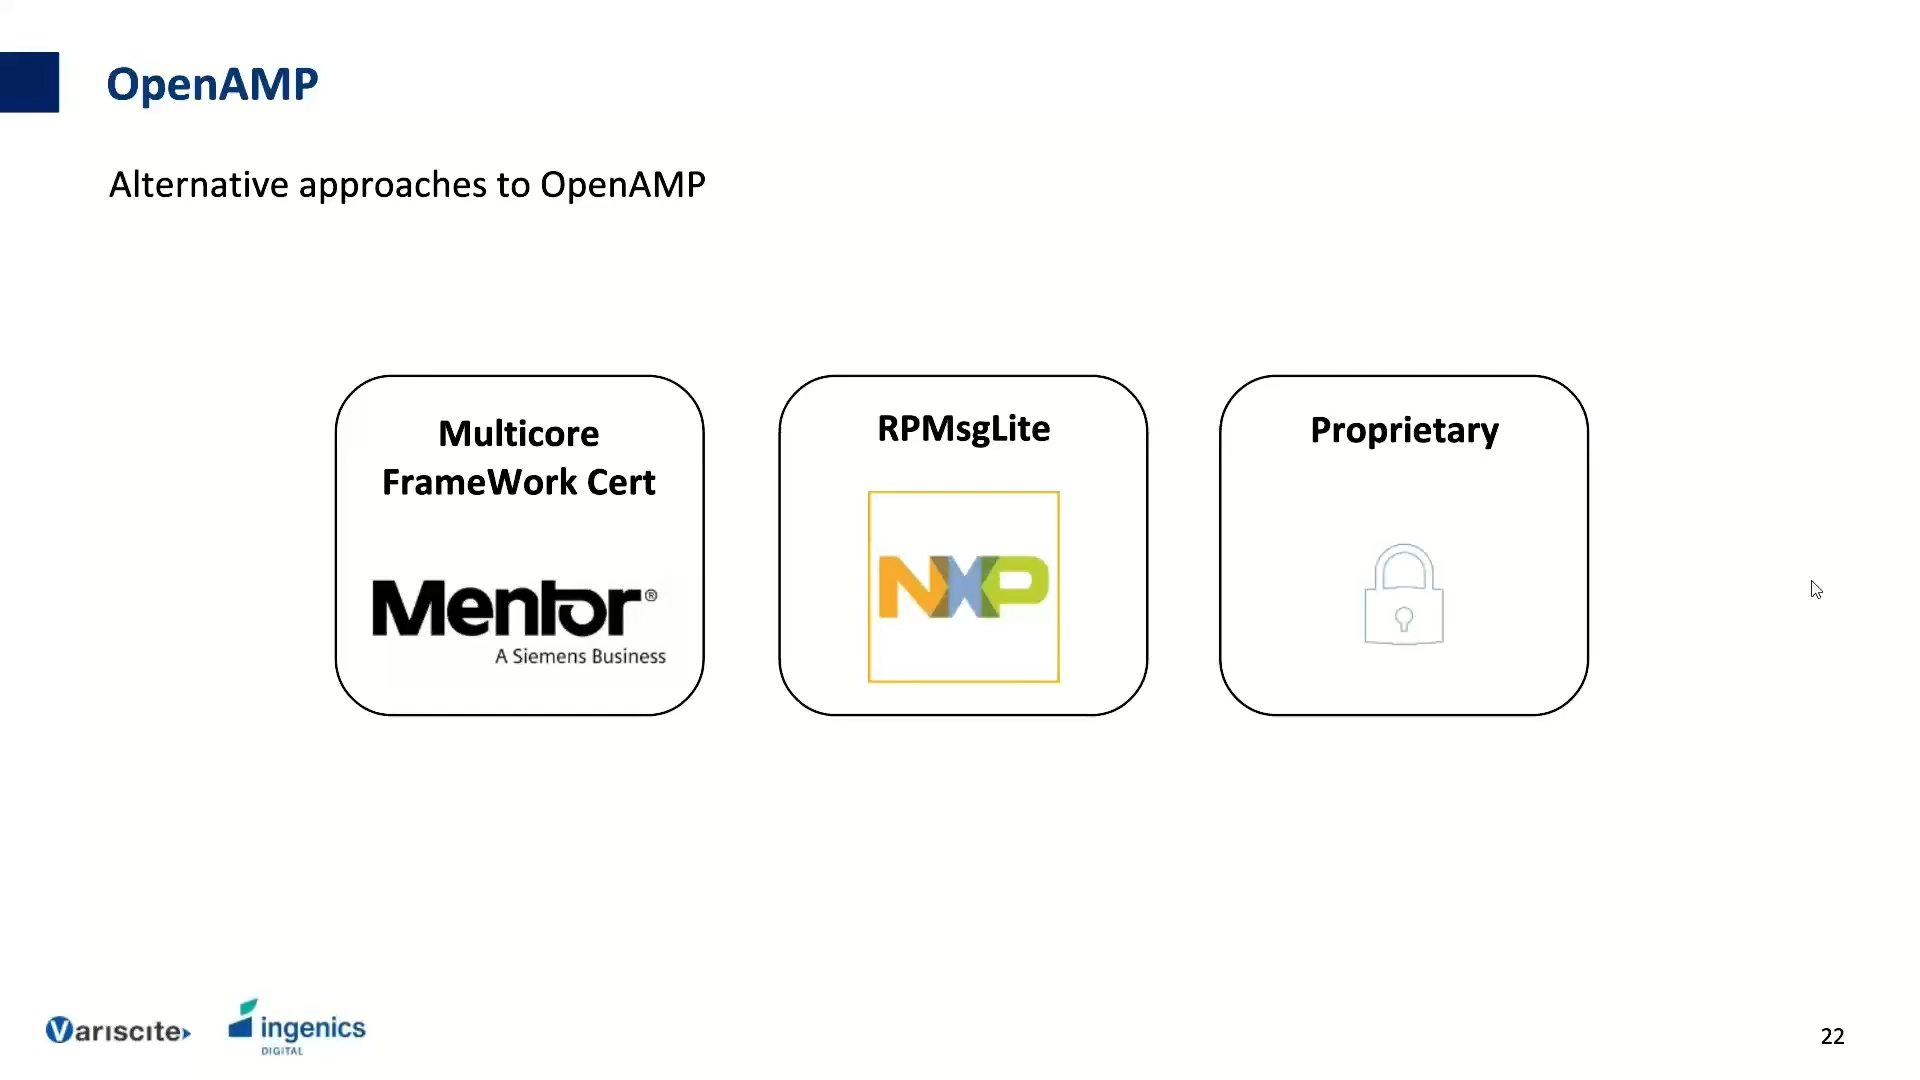 OpenAMP
Alternative approaches to OpenAMP
Multicore
FrameWork Cert
Mentor®
A Siemens Business
RPMsgLite
NXP
Proprietary
Variscite
ingenics
DIGITAL
22